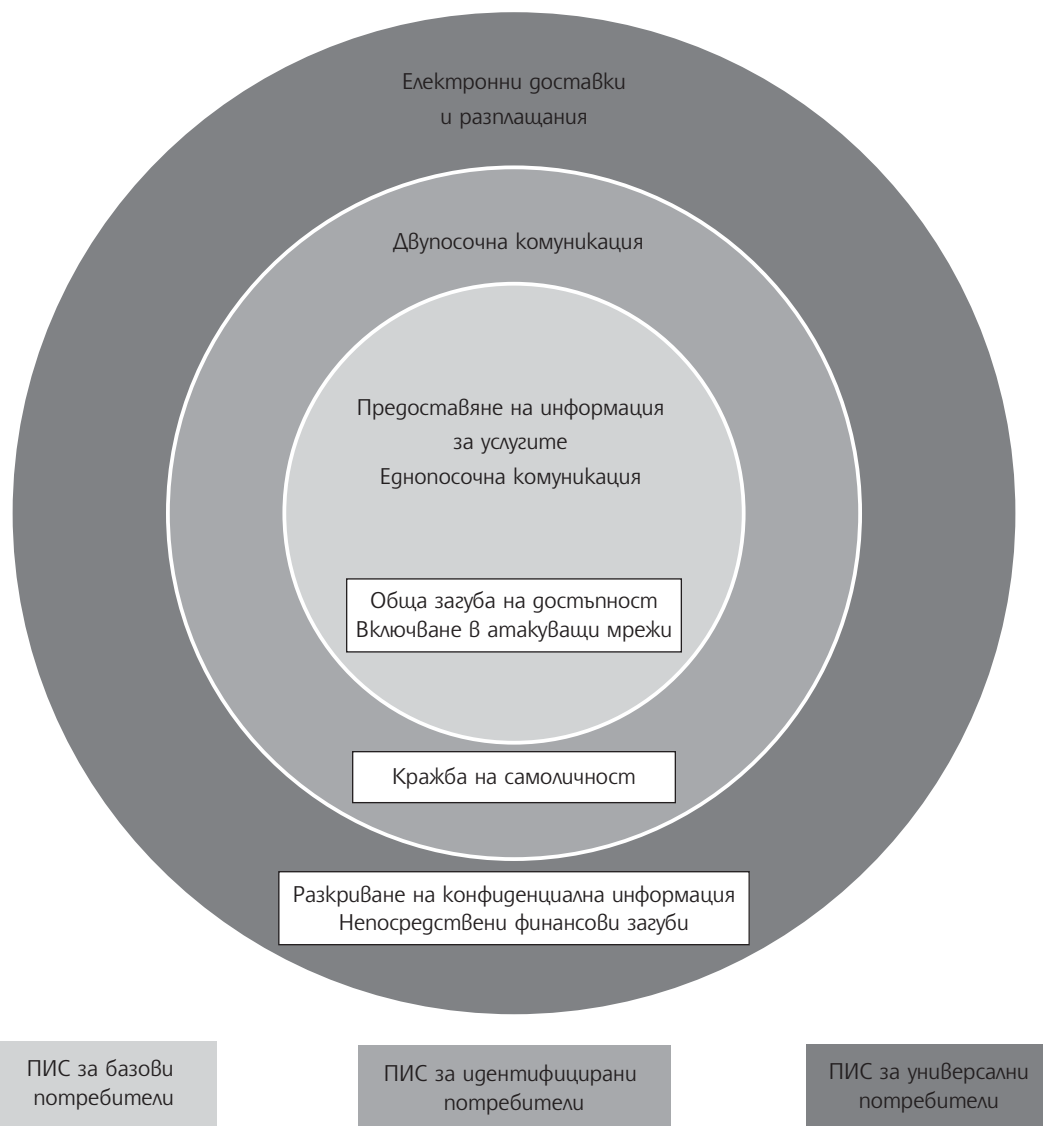 Електронни доставки
и разплащания
Двупосочна комуникация
Предоставяне на информация
за услугите
Еднопосочна комуникация
Обща загуба на достъпност
Включване в атакуващи мрежи
Кражба на самоличност
Разкриване на конфиденциална информация
Непосредствени финансови загуби
ПИС за базови
потребители
ПИС за идентифицирани
потребители
ПИС за универсални
потребители